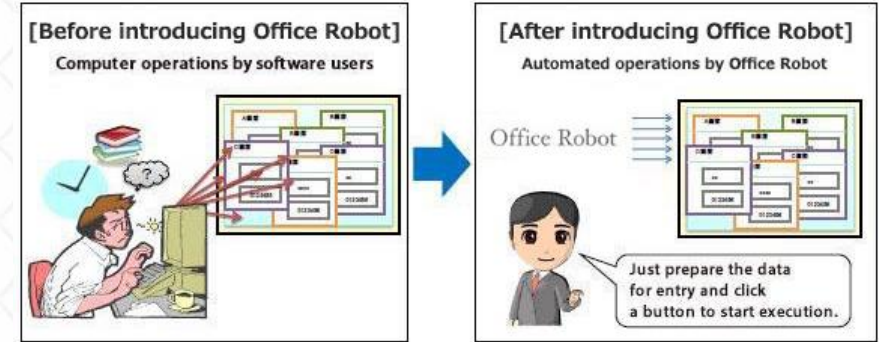 [Before introducing Office Robot]
Computer operations by software users
?
[After introducing Office Robot]
Automated operations by Office Robot
Office Robot
Just prepare the data
for entry and click
a button to start execution.